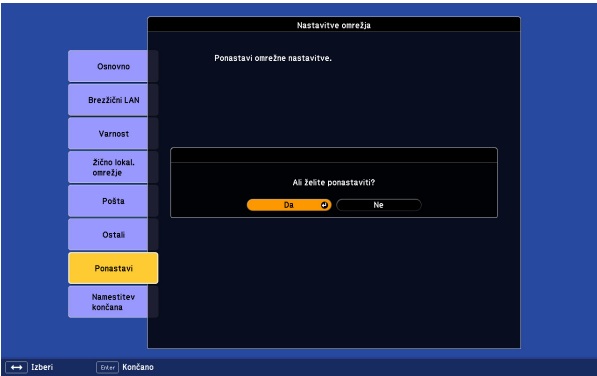 Nastavitve omrežja
Ponastavi omrežne nastavitve.
Osnovno
Brezžični LAN
Varnost
Žično lokal.
omrežje
Pošta
Ostali
Ponastavi
Namestitev
končana
Ali želite ponastaviti?
Da Ne
Izberi Enter Končano